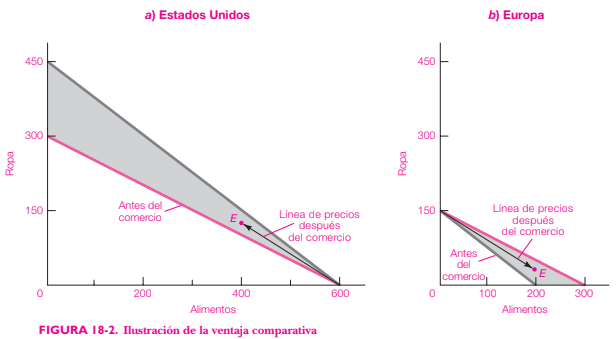 a) Estados Unidos
450
300
150
0
200
400
600
Ropa
Alimentos
Antes del
comercio
E
Línea de precios
después
del comercio
b) Europa
450
300
150
0
100
200
300
Ropa
Alimentos
Línea de precios
después
del comercio
Antes
del
comercio
E
FIGURA 18-2. Ilustración de la ventaja comparativa